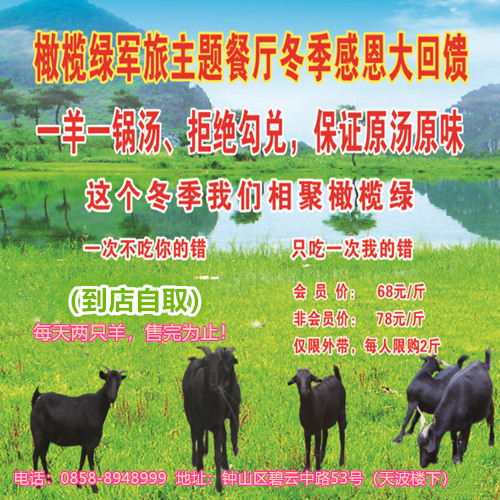 橄榄绿军旅主题餐厅冬季感恩大回馈
一羊一锅汤、拒绝勾兑，保证原汤原味
这个冬季我们相聚橄榄绿
一次不吃你的错 只吃一次我的错
（到店自取）
每天两只羊，售完为止！
会员价： 68元/斤
非会员价： 78元/斤
仅限外带，每人限购2斤
电话：0858-8948999 地址：钟山区碧云中路53号（天波楼下）